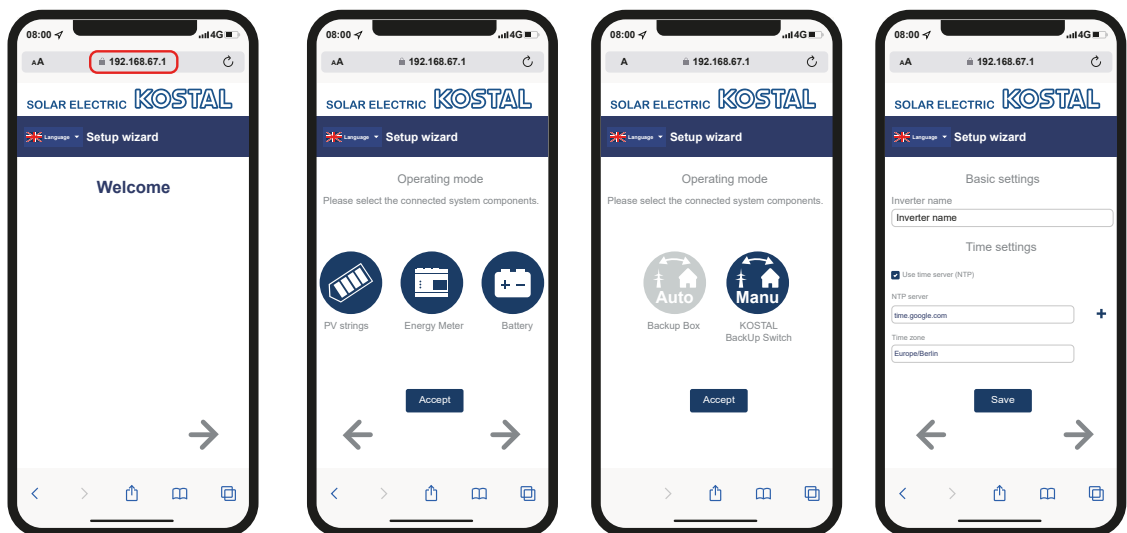 08:00
4G
AA
192.168.67.1
SOLAR ELECTRIC KOSTAL
Language
Setup wizard
Welcome
08:00
4G
AA
192.168.67.1
SOLAR ELECTRIC KOSTAL
Language
Setup wizard
Operating mode
Please select the connected system components.
PV strings
Energy Meter
Battery
Accept
08:00
4G
A
192.168.67.1
SOLAR ELECTRIC KOSTAL
Language
Setup wizard
Operating mode
Please select the connected system components.
Auto
Manu
Backup Box
KOSTAL
BackUp Switch
Accept
08:00
4G
AA
192.168.67.1
SOLAR ELECTRIC KOSTAL
Language
Setup wizard
Basic settings
Inverter name
Inverter name
Time settings
Use time server (NTP)
NTP server
time.google.com
+
Time zone
Europe/Berlin
Save